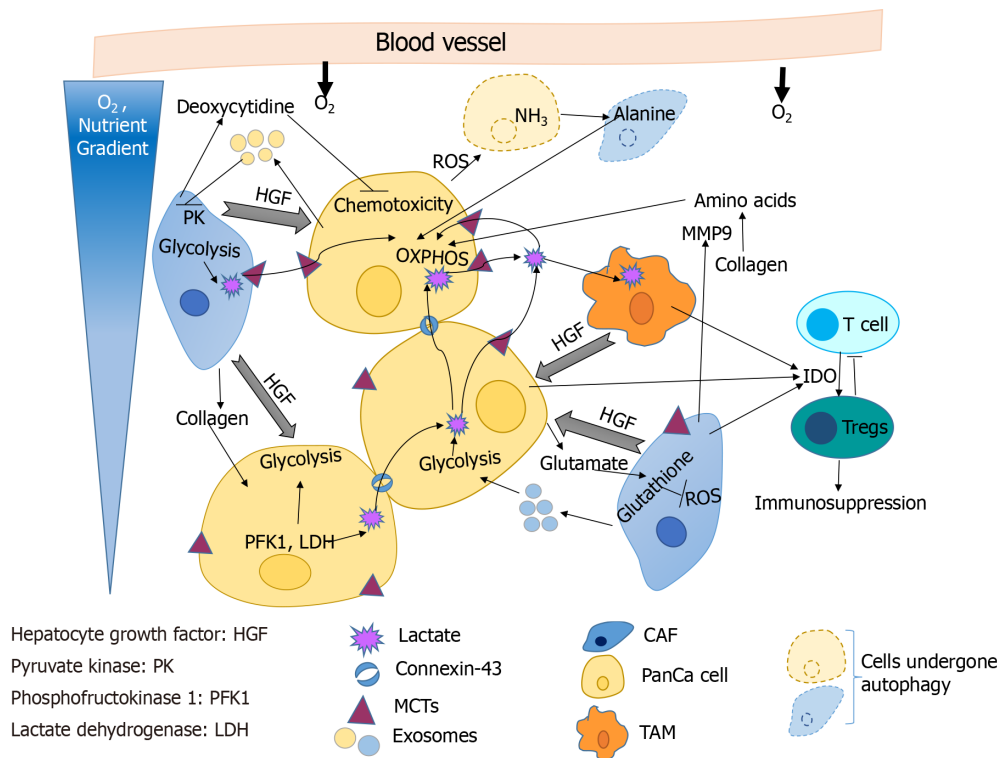 Blood vessel
O2 ,
Nutrient
Gradient
Deoxycytidine
O2
NH3
Alanine
O2
ROS
HGF
PK
Chemotoxicity
Amino acids
MMP9
Glycolysis
OXPHOS
Collagen
T cell
HGF
IDO
HGF
Collagen
HGF
Tregs
Glycolysis
Glycolysis
Glutamate
Glutathione
ROS
Immunosuppression
PFK1, LDH
Hepatocyte growth factor: HGF
Pyruvate kinase: PK
Phosphofructokinase 1: PFK1
Lactate dehydrogenase: LDH
Lactate
Connexin-43
MCTs
Exosomes
CAF
PanCa cell
TAM
Cells undergone
autophagy